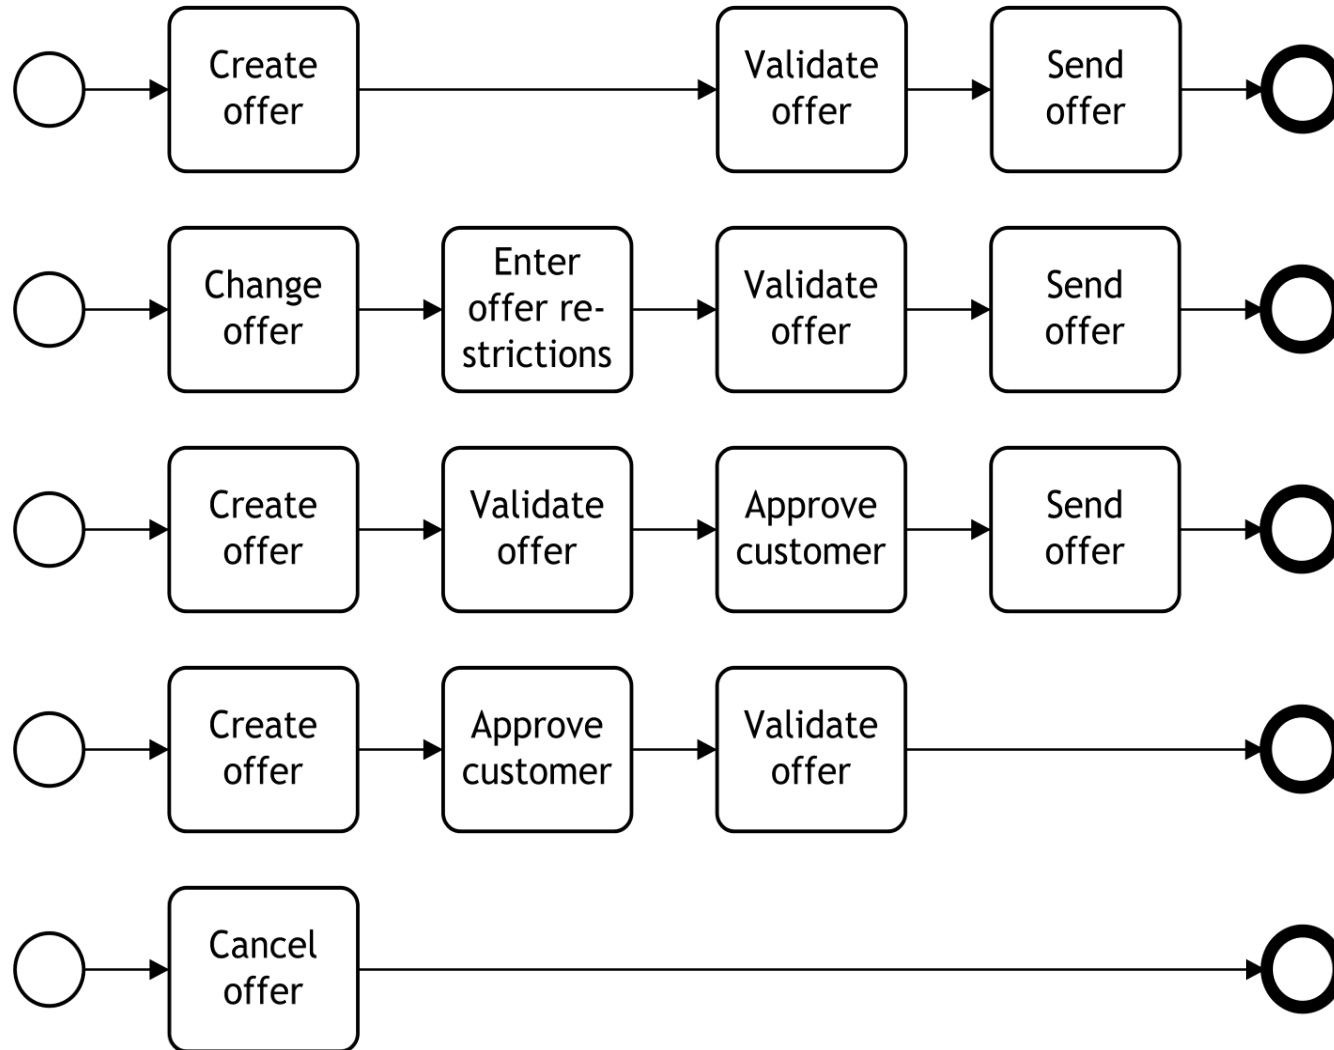 Create
offer
Validate
offer
Send
offer
Change
offer
Enter
offer re-
strictions
Validate
offer
Send
offer
Create
offer
Validate
offer
Approve
customer
Send
offer
Create
offer
Approve
customer
Validate
offer
Cancel
offer